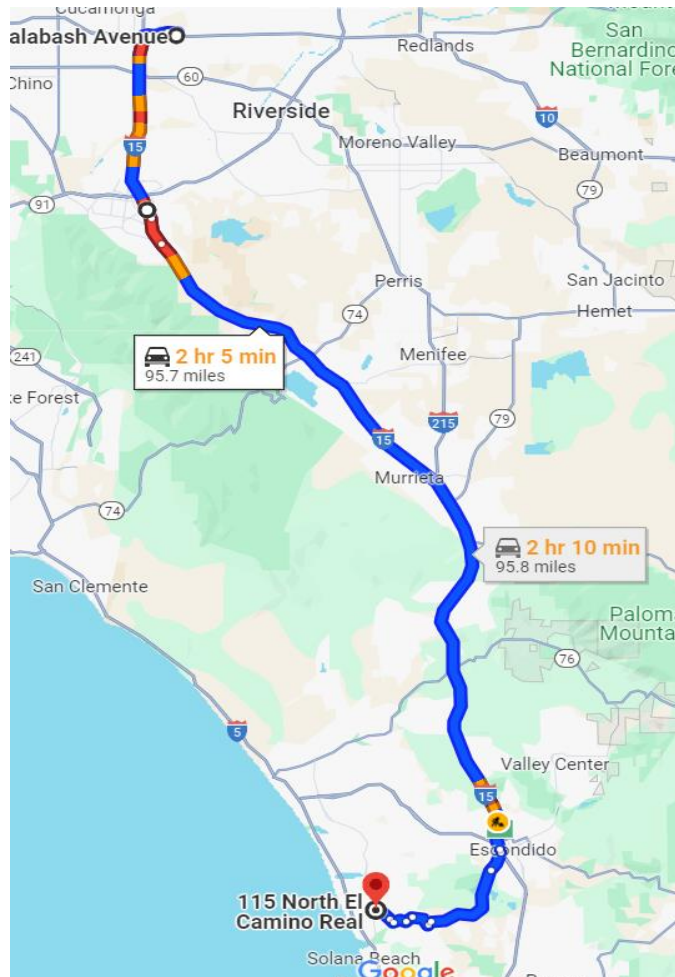 Cucamonga
alabash Avenue
Redlands
San
Bernardino
National Fore
Chino
60
Riverside
10
15
Moreno Valley
Beaumont
79
91
Perris
San Jacinto
74
Hemet
241
2 hr 5 min
95.7 miles
Menifee
ke Forest
215
79
15
Murrieta
74
2 hr 10 min
95.8 miles
San Clemente
Paloma
Mountai
76
5
Valley Center
15
Escondido
115 North El
Camino Real
Solana Beach
Google